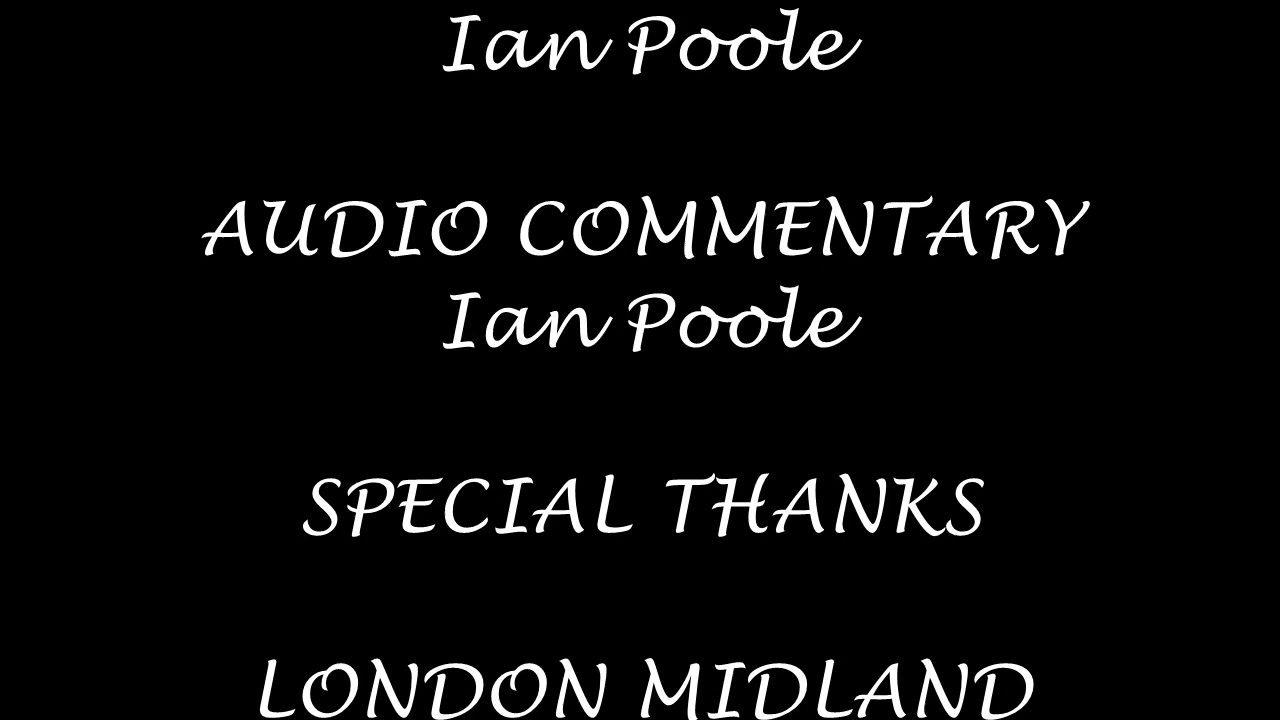 Ian Poole
AUDIO COMMENTARY
Ian Poole
SPECIAL THANKS
LONDON MIDLAND